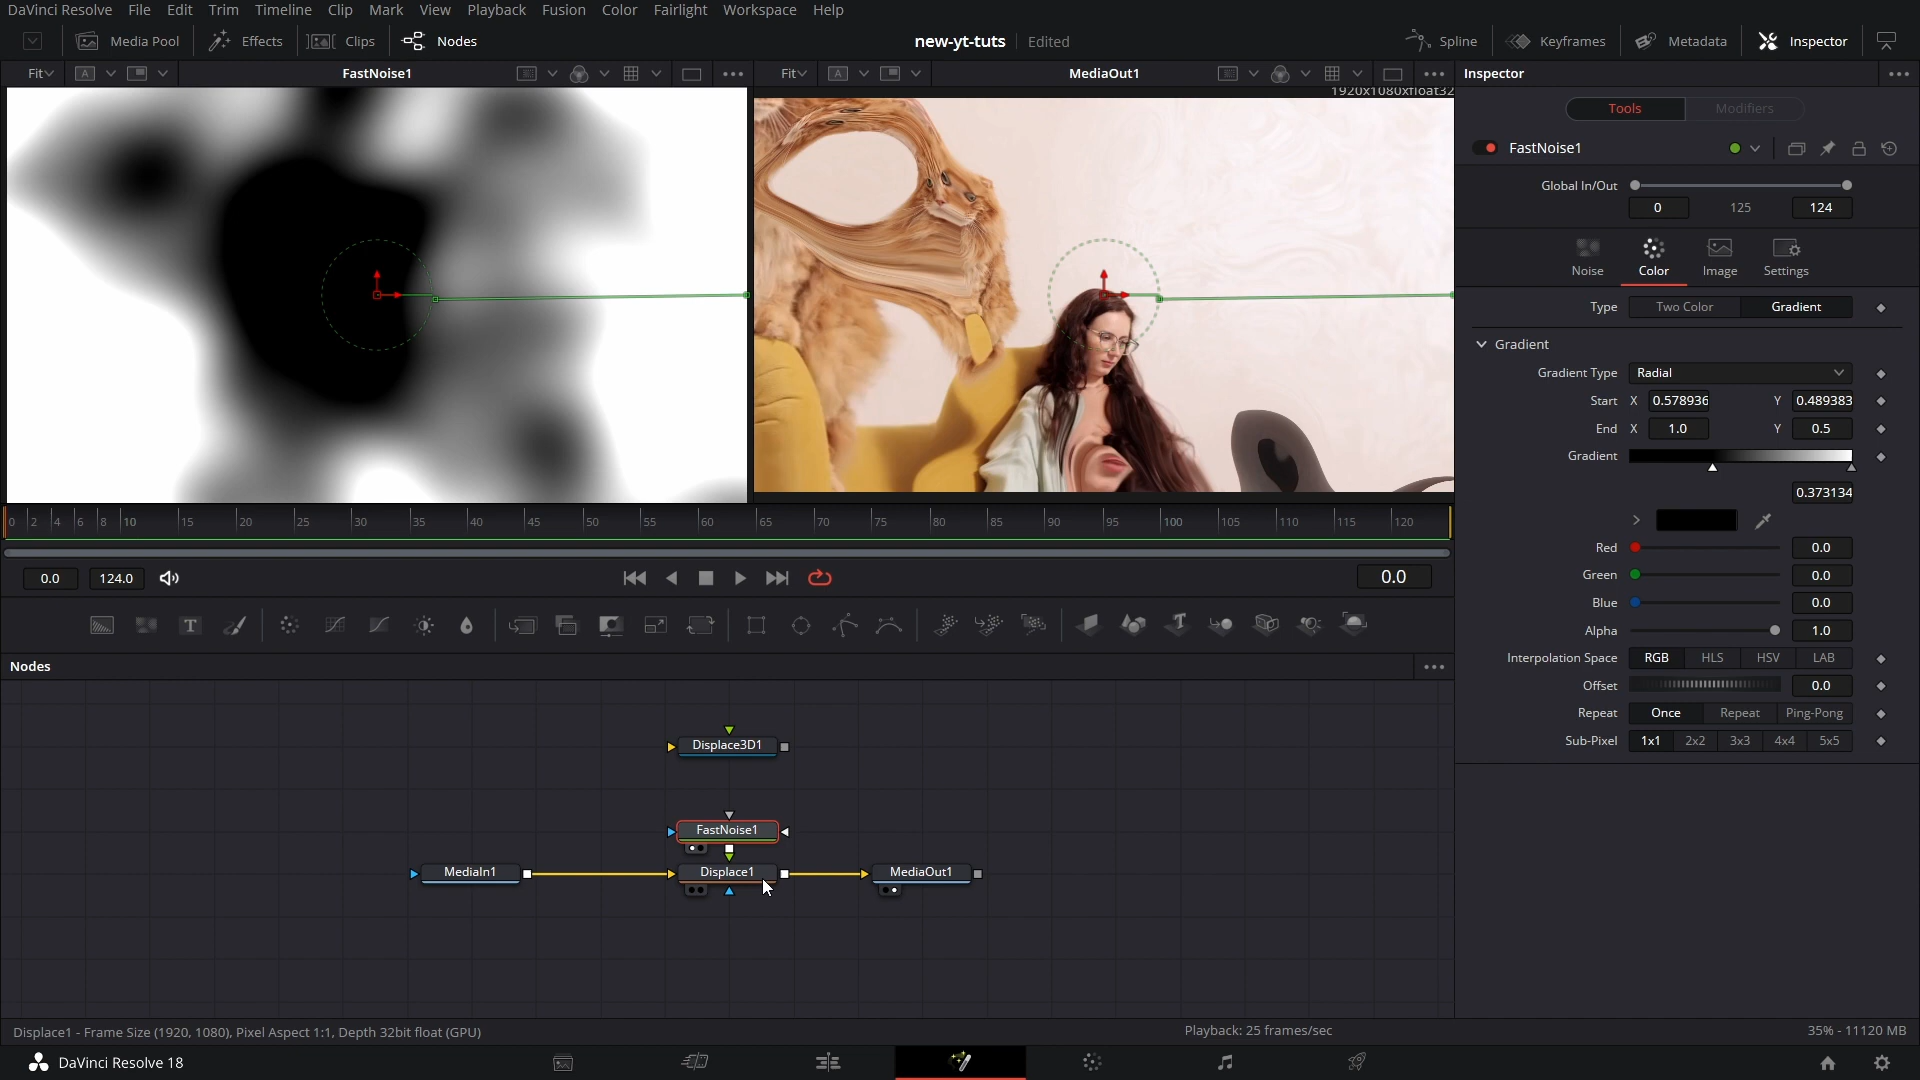 DaVinci Resolve File Edit Trim Timeline Clip Mark View Playback Fusion Color Fairlight Workspace Help
Media Pool Effects Clips Nodes new-yt-tuts Edited Spline Keyframes Metadata Inspector
Fit A FastNoise1 Fit A MediaOut1 Inspector
1920x1080xfloat32
Tools Modifiers
FastNoise1
Global In/Out
0 125 124
Noise Color Image Settings
Type Two Color Gradient
Gradient
Gradient Type Radial
Start X 0.578936 Y 0.489383
End X 1.0 Y 0.5
Gradient
0.373134
Red 0.0
Green 0.0
Blue 0.0
Alpha 1.0
Interpolation Space RGB HLS HSV LAB
Offset 0.0
Repeat Once Repeat Ping-Pong
Sub-Pixel 1x1 2x2 3x3 4x4 5x5
0 2 4 6 8 10 15 20 25 30 35 40 45 50 55 60 65 70 75 80 85 90 95 100 105 110 115 120
0.0 124.0 0.0
T
Nodes
Displace3D1
FastNoise1
MediaIn1 Displace1 MediaOut1
Displace1 - Frame Size (1920, 1080), Pixel Aspect 1:1, Depth 32bit float (GPU) Playback: 25 frames/sec 35% - 11120 MB
DaVinci Resolve 18